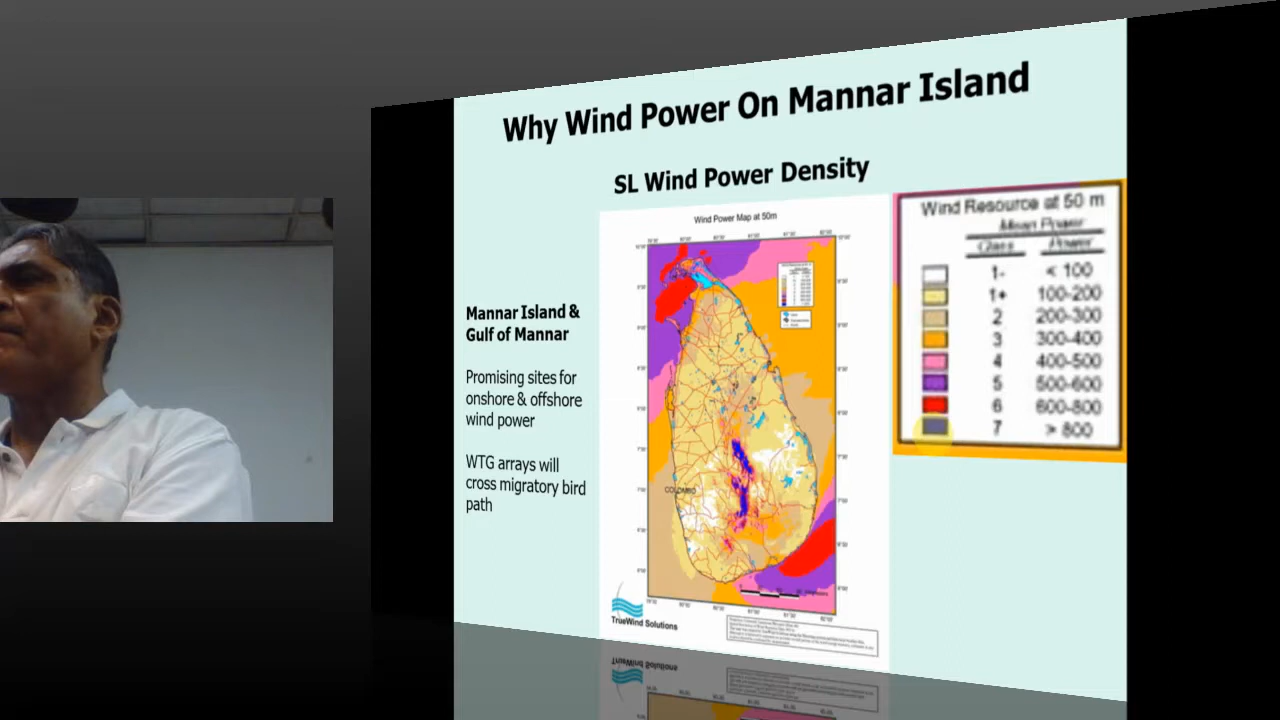 Why Wind Power On Mannar Island
SL Wind Power Density
Mannar Island &
Gulf of Mannar
Promising sites for
onshore & offshore
wind power
WTG arrays will
cross migratory bird
path
Wind Power Map at 50m
COLOMBO
TrueWind Solutions
Wind Resource at 50 m
Mean Power
Class Power
1- < 100
1+ 100-200
2 200-300
3 300-400
4 400-500
5 500-600
6 600-800
7 > 800